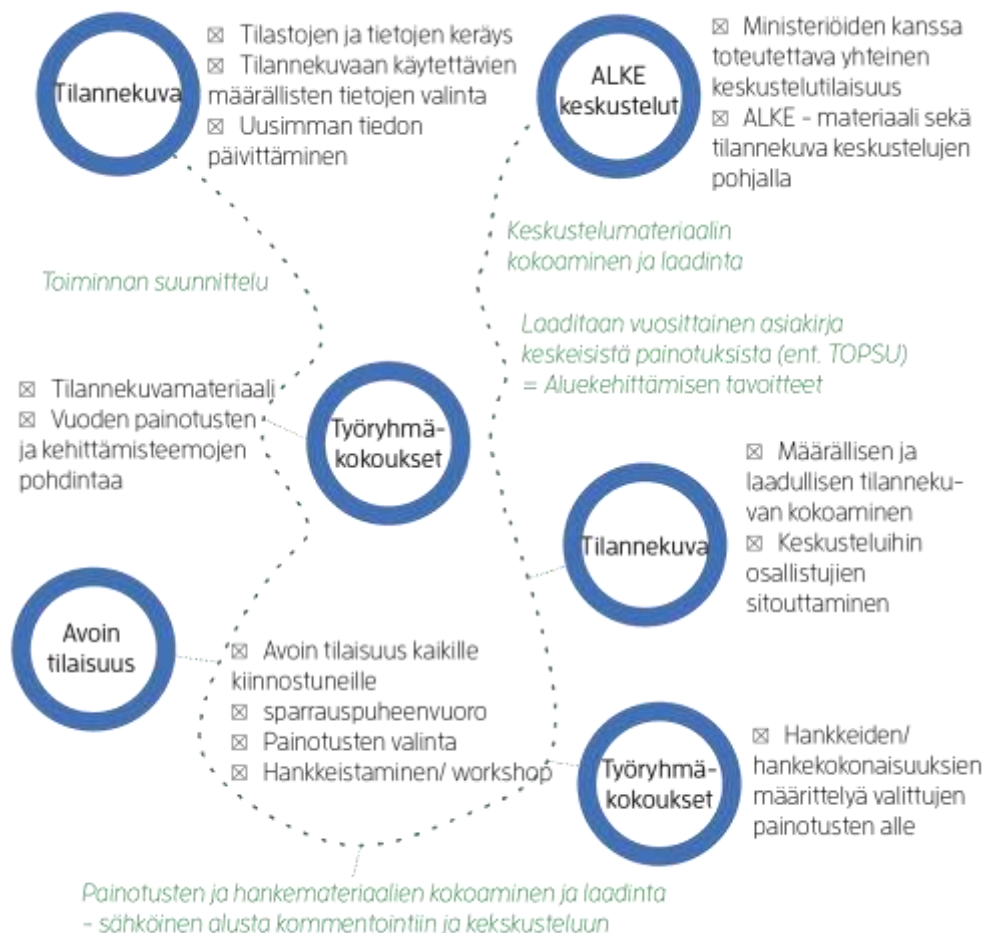 Tilannekuva
☒ Tilastojen ja tietojen keräys
☒ Tilannekuvaan käytettävien
määrällisten tietojen valinta
☒ Uusimman tiedon
päivittäminen
ALKE
keskustelut
☒ Ministeriöiden kanssa
toteutettava yhteinen
keskustelutilaisuus
☒ ALKE - materiaali sekä
tilannekuva keskustelujen
pohjalla
Toiminnan suunnittelu
Keskustelumateriaalin
kokoaminen ja laadinta
Laaditaan vuosittainen asiakirja
keskeisistä painotuksista (ent. TOPSU)
= Aluekehittämisen tavoitteet
☒ Tilannekuvamateriaali
☒ Vuoden painotusten
ja kehittämisteemojen
pohdintaa
Työryhmä-
kokoukset
Tilannekuva
☒ Määrällisen ja
laadullisen tilanneku-
van kokoaminen
☒ Keskusteluihin
osallistujien
sitouttaminen
Avoin
tilaisuus
☒ Avoin tilaisuus kaikille
kiinnostuneille
☒ sparrauspuheenvuoro
☒ Painotusten valinta
☒ Hankkeistaminen/ workshop
Työryhmä-
kokoukset
☒ Hankkeiden/
hankekokonaisuuksien
määrittelyä valittujen
painotusten alle
Painotusten ja hankemateriaalien kokoaminen ja laadinta
- sähköinen alusta kommentointiin ja kekskusteluun